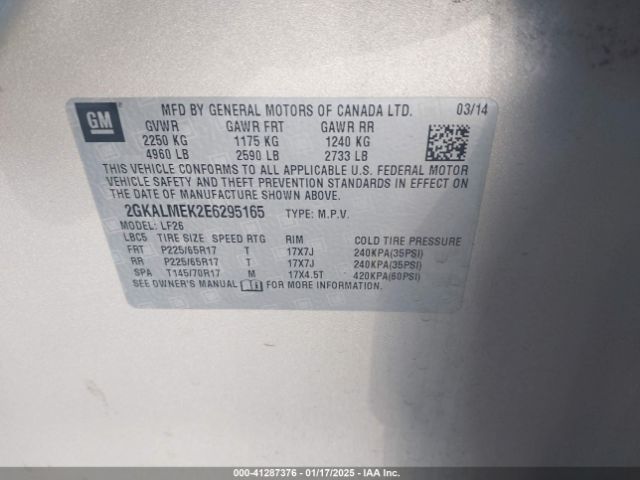 GM
MFD BY GENERAL MOTORS OF CANADA LTD. 03/14
GVWR GAWR FRT GAWR RR
2250 KG 1175 KG 1240 KG
4960 LB 2590 LB 2733 LB
THIS VEHICLE CONFORMS TO ALL APPLICABLE U.S. FEDERAL MOTOR
VEHICLE SAFETY AND THEFT PREVENTION STANDARDS IN EFFECT ON
THE DATE OF MANUFACTURE SHOWN ABOVE.
2GKALMEK2E6295165 TYPE: M.P.V.
MODEL: LF26
LBC5 TIRE SIZE SPEED RTG RIM COLD TIRE PRESSURE
FRT P225/65R17 T 17X7J 240KPA(35PSI)
RR P225/65R17 T 17X7J 240KPA(35PSI)
SPA T145/70R17 M 17X4.5T 420KPA(60PSI)
SEE OWNER'S MANUAL FOR MORE INFORMATION.
000-41287376 - 01/17/2025 - IAA Inc.